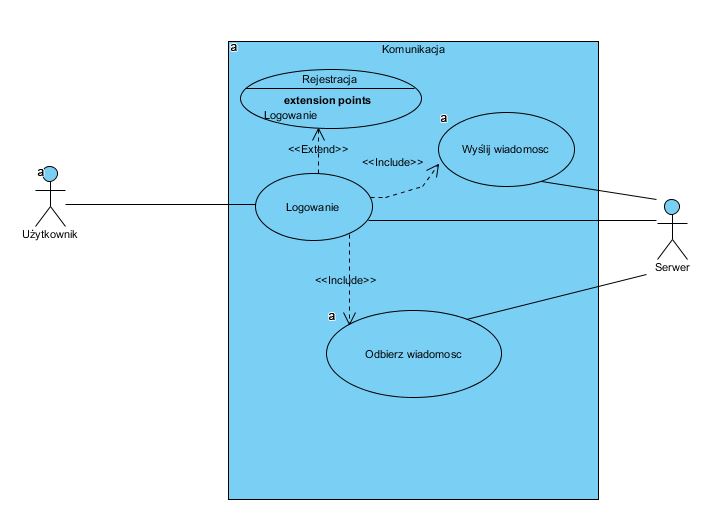 a
Komunikacja
Rejestracja
extension points
Logowanie
a
<<Extend>>
Wyślij wiadomosc
<<Include>>
a
Logowanie
Użytkownik
Serwer
<<Include>>
a
Odbierz wiadomosc